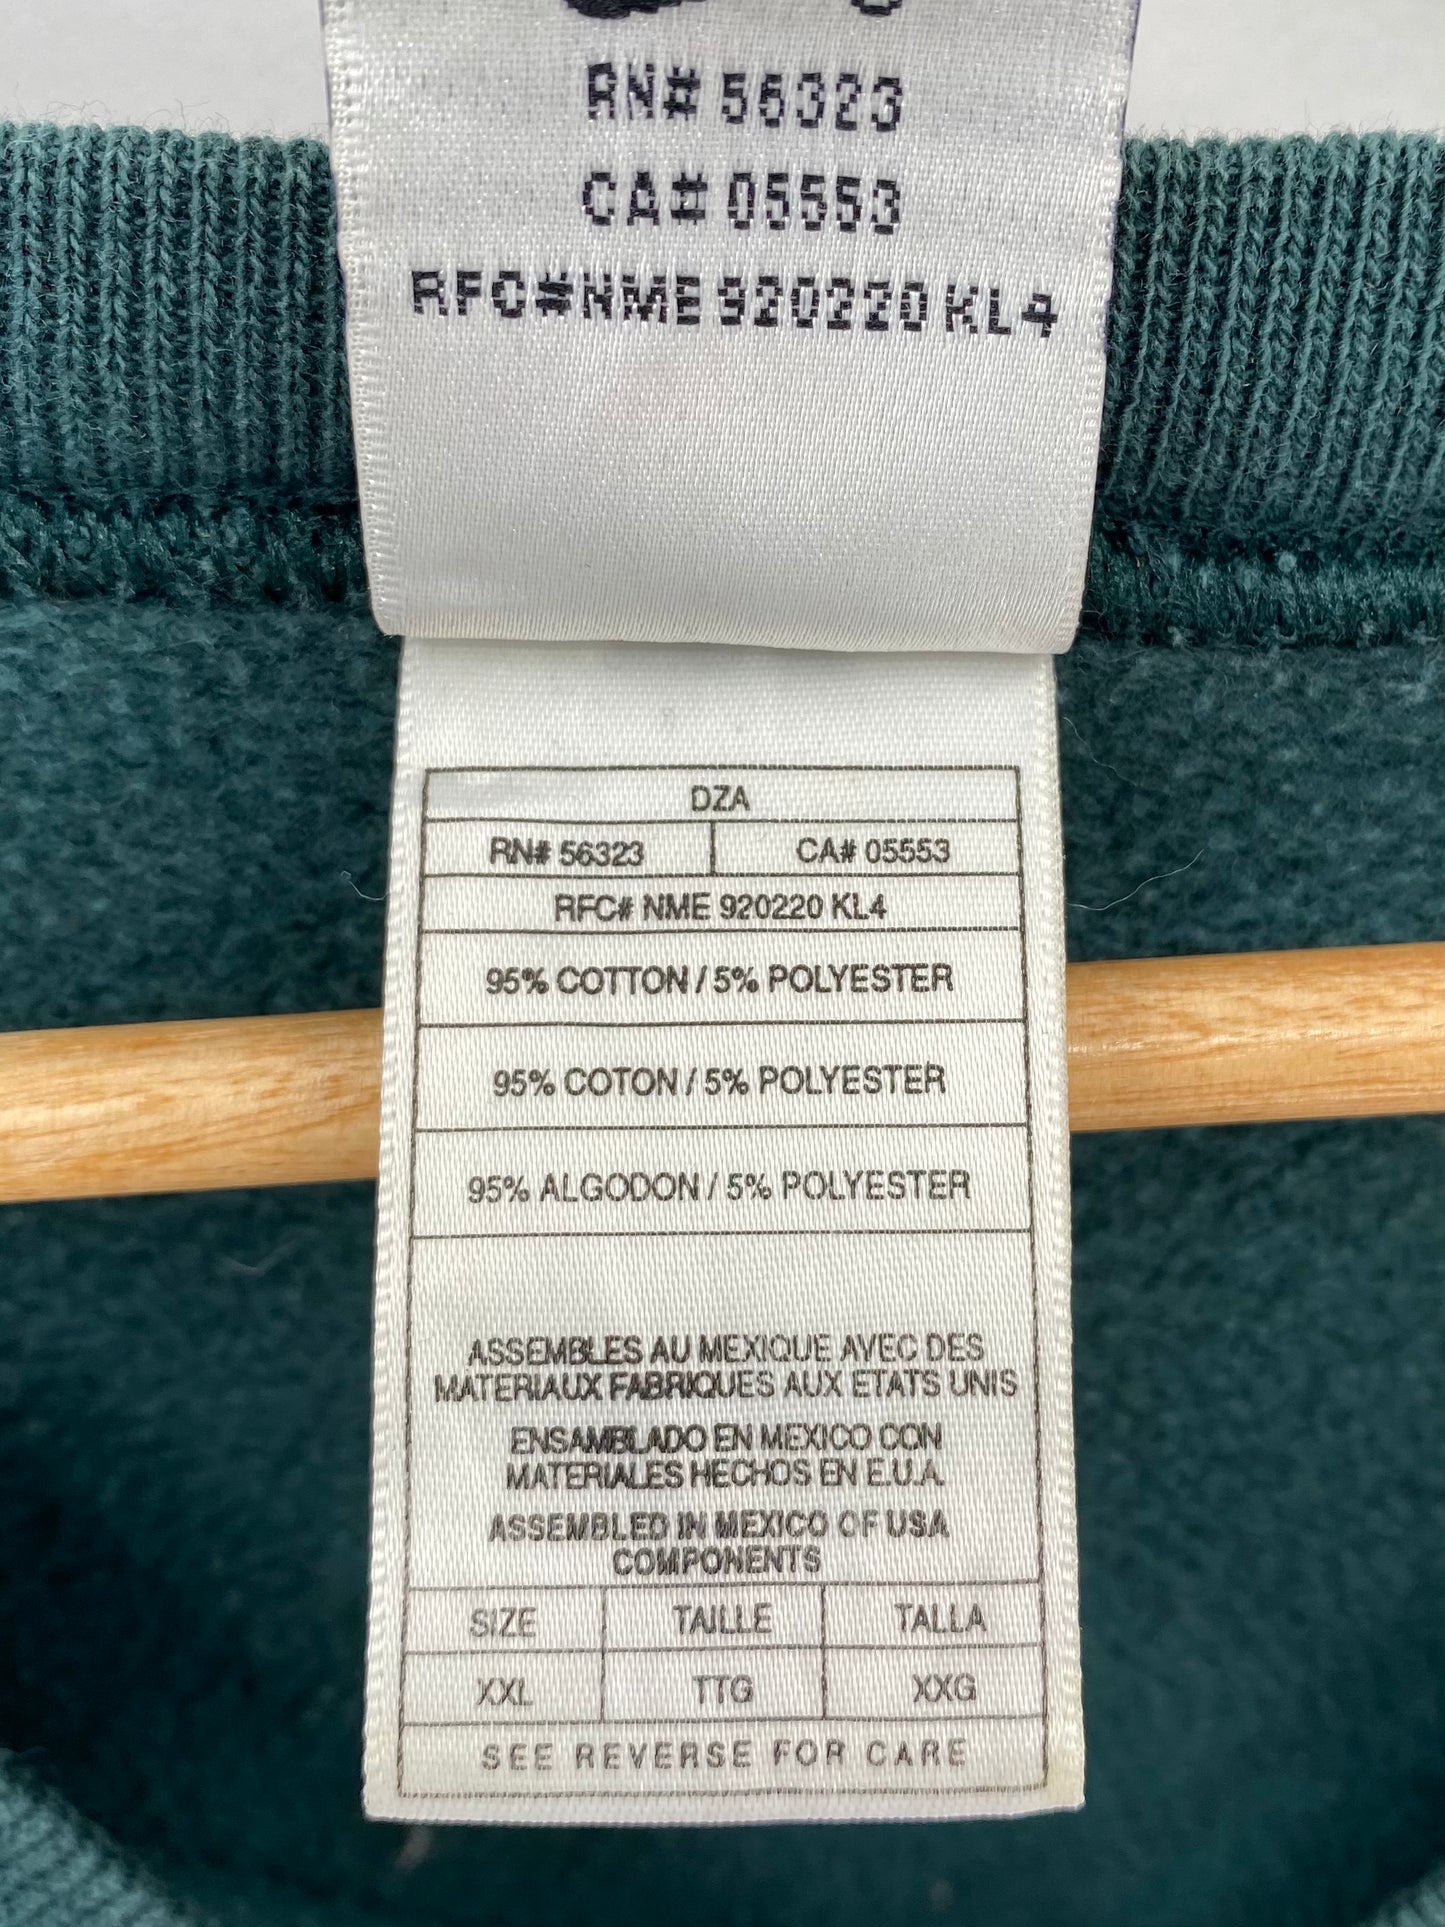 RN# 56323
CA# 05553
RFC#NME 920220 KL4
DZA
RN# 56323 CA# 05553
RFC# NME 920220 KL4
95% COTTON / 5% POLYESTER
95% COTON / 5% POLYESTER
95% ALGODON / 5% POLYESTER
ASSEMBLES AU MEXIQUE AVEC DES
MATERIAUX FABRIQUES AUX ETATS UNIS
ENSAMBLADO EN MEXICO CON
MATERIALES HECHOS EN E.U.A.
ASSEMBLED IN MEXICO OF USA
COMPONENTS
SIZE TAILLE TALLA
XXL TTG XXG
SEE REVERSE FOR CARE